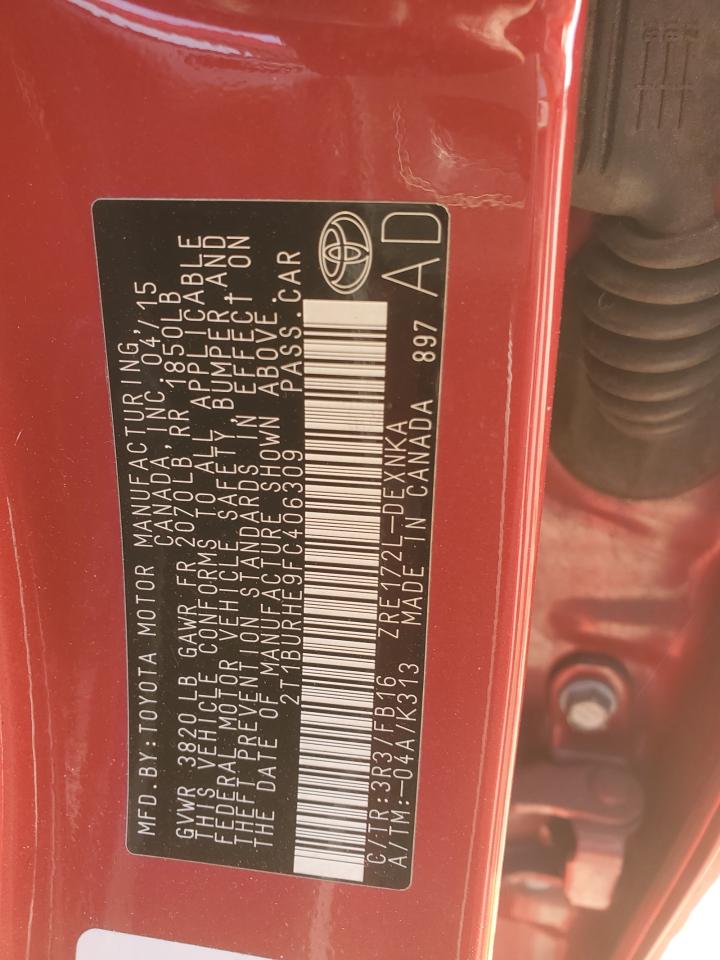 MFD.BY:TOYOTA MOTOR MANUFACTURING,
CANADA, INC. 04/15
GVWR 3820 LB GAWR FR 2070LB, RR 1850LB
THIS VEHICLE CONFORMS TO ALL APPLICABLE
FEDERAL MOTOR VEHICLE SAFETY, BUMPER, AND
THEFT PREVENTION STANDARDS IN EFFECT ON
THE DATE OF MANUFACTURE SHOWN ABOVE.
2T1BURHE9FC406309 PASS.CAR
C/TR:3R3/FB16 ZRE172L-DEXNKA 897
A/TM:-04A/K313 MADE IN CANADA AD